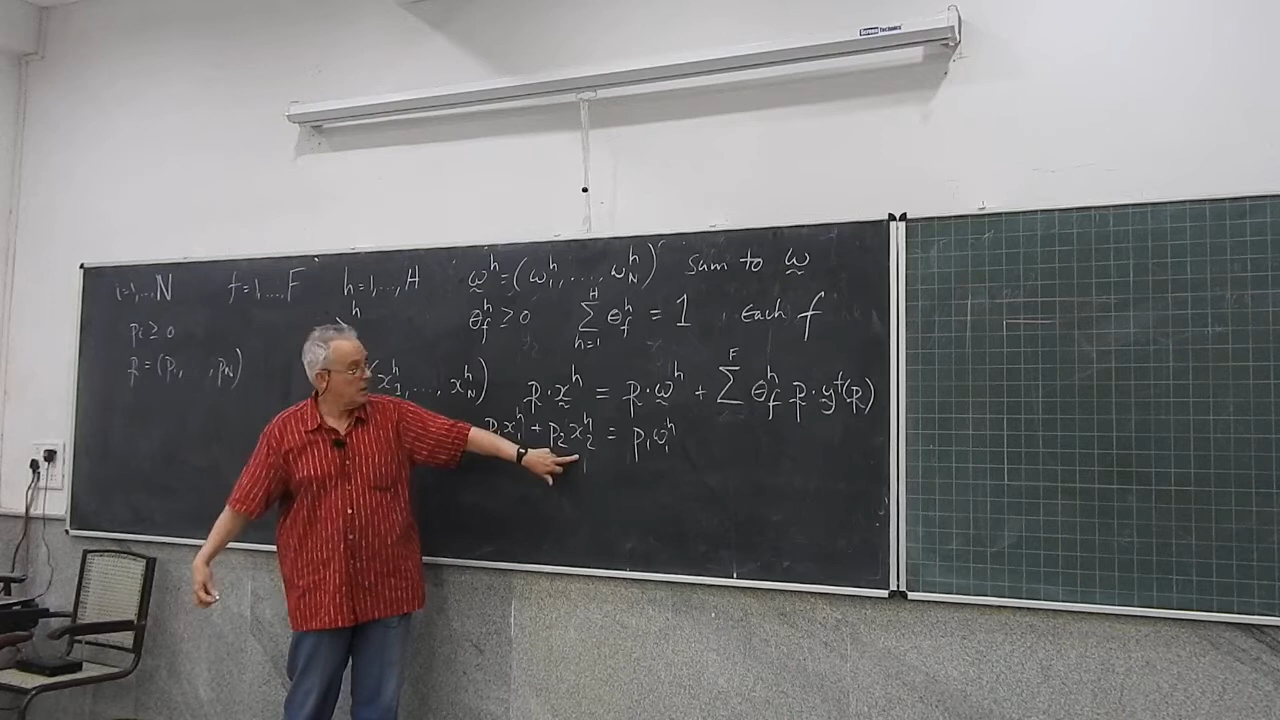 i=1,..,N f=1,...,F h=1,...,H ω^h=(ω_1^h,...,ω_N^h) sum to ω
p_i ≥ 0 h θ_f^h ≥ 0 ∑_{h=1}^{H} θ_f^h = 1, each f
p=(p_1,...,p_N) (x_1^h,...,x_N^h) p·x^h = p·ω^h + ∑^F θ_f^h p·y^f(p)
p_1x_1^h + p_2x_2^h = p_1ω_1^h